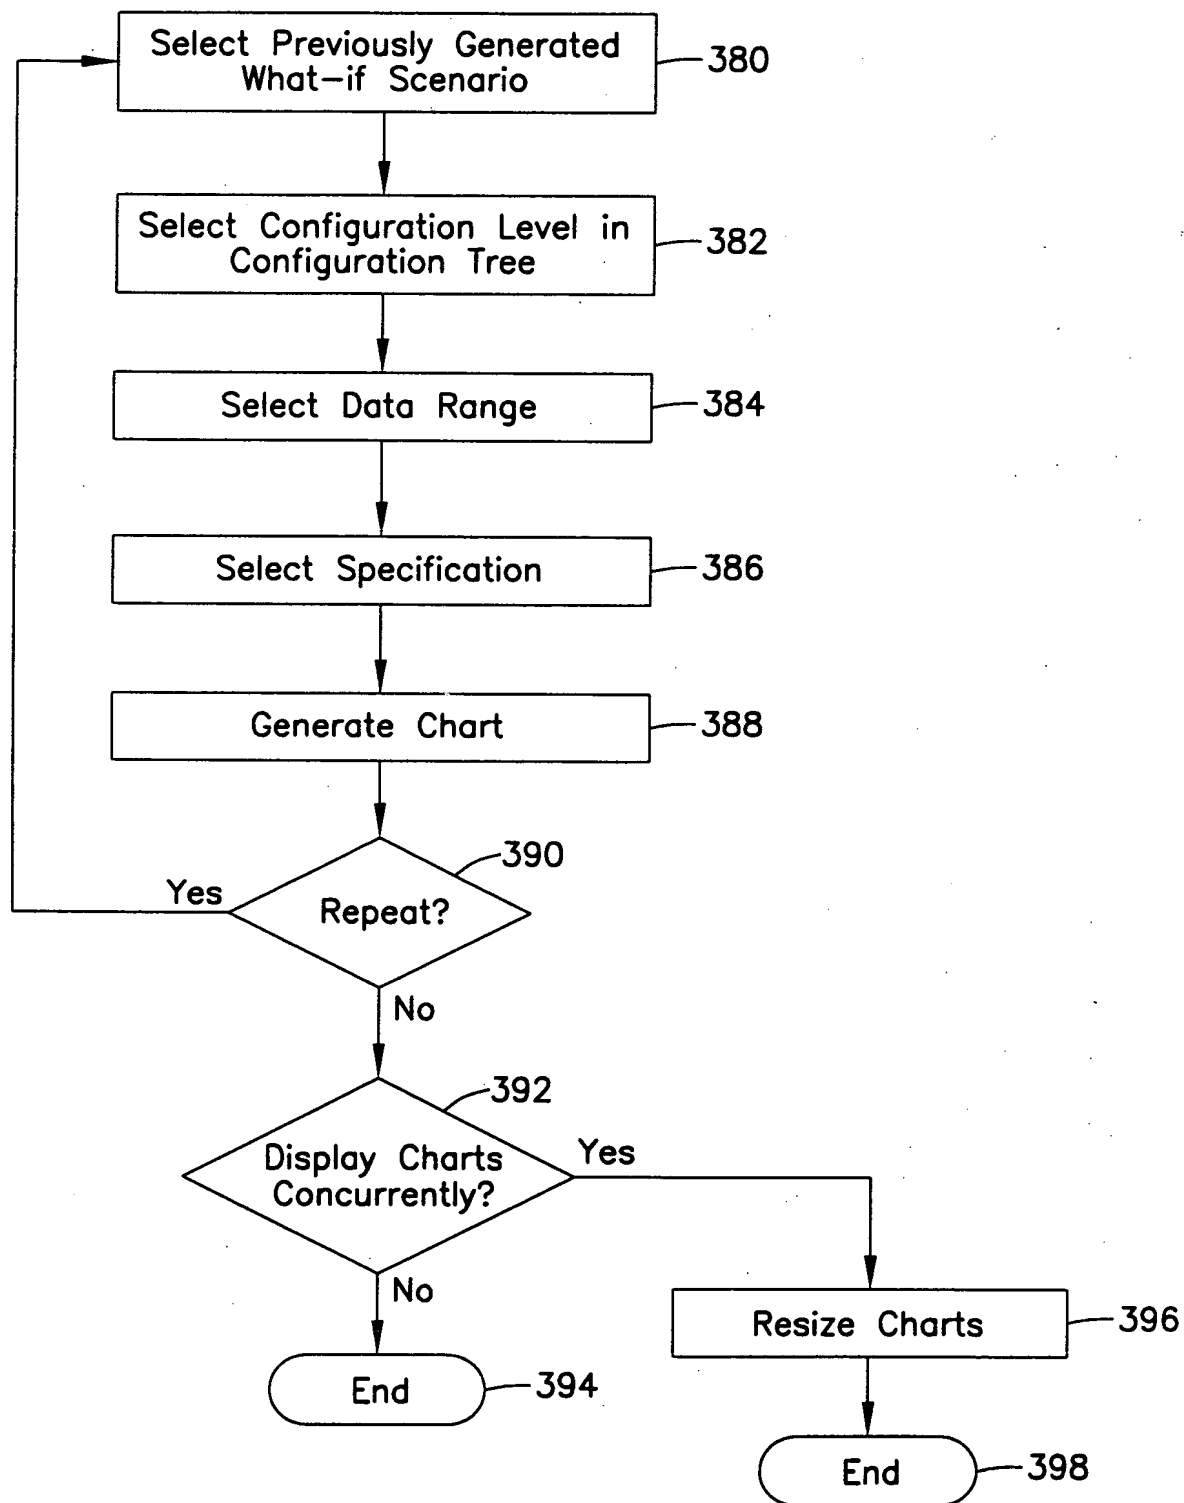 Select Previously Generated
What-if Scenario
380
Select Configuration Level in
Configuration Tree
382
Select Data Range
384
Select Specification
386
Generate Chart
388
390
Yes
Repeat?
No
392
Display Charts
Concurrently?
Yes
No
Resize Charts
396
End
394
End
398